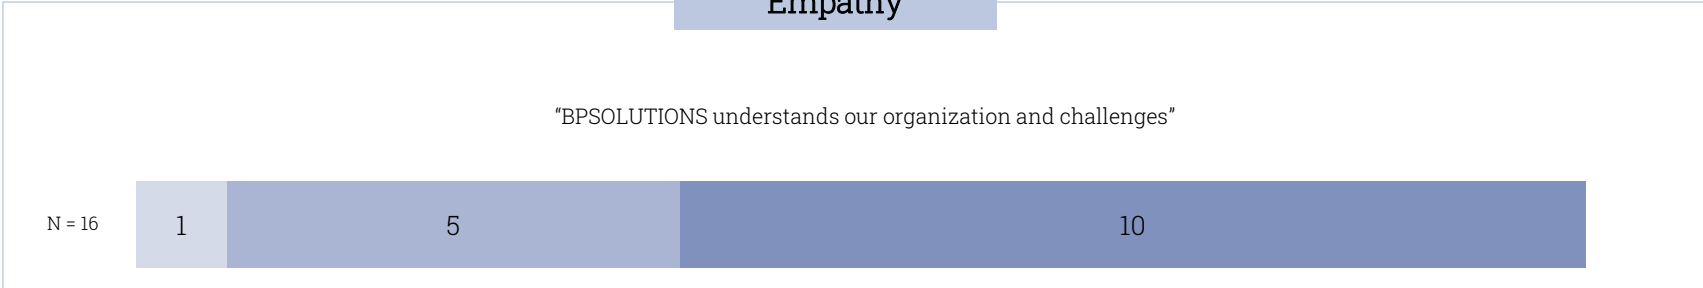 Empathy
“BPSOLUTIONS understands our organization and challenges”
N = 16
1
5
10